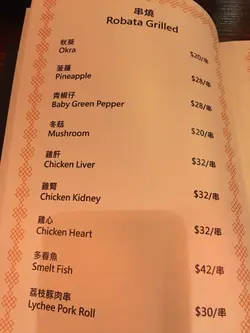 串燒
Robata Grilled
秋葵
Okra
$20/串
菠蘿
Pineapple
$28/串
青椒仔
Baby Green Pepper
$28/串
冬菇
Mushroom
$20/串
雞肝
Chicken Liver
$32/串
雞腎
Chicken Kidney
$32/串
雞心
Chicken Heart
$32/串
多春魚
Smelt Fish
$42/串
荔枝豚肉串
Lychee Pork Roll
$30/串